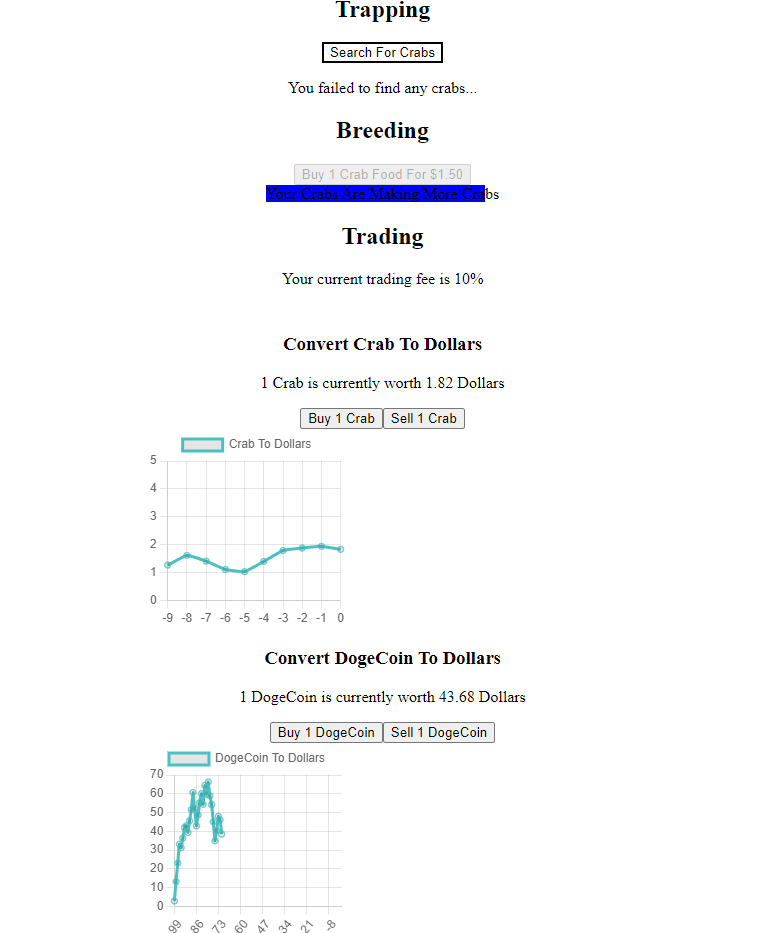 Trapping
Search For Crabs
You failed to find any crabs...
Breeding
Buy 1 Crab Food For $1.50
Your Crabs Are Making More Crabs
Trading
Your current trading fee is 10%
Convert Crab To Dollars
1 Crab is currently worth 1.82 Dollars
Buy 1 Crab Sell 1 Crab
Crab To Dollars
5
4
3
2
1
0
-9 -8 -7 -6 -5 -4 -3 -2 -1 0
Convert DogeCoin To Dollars
1 DogeCoin is currently worth 43.68 Dollars
Buy 1 DogeCoin Sell 1 DogeCoin
DogeCoin To Dollars
70
60
50
40
30
20
10
0
99 86 73 60 47 34 21 -8